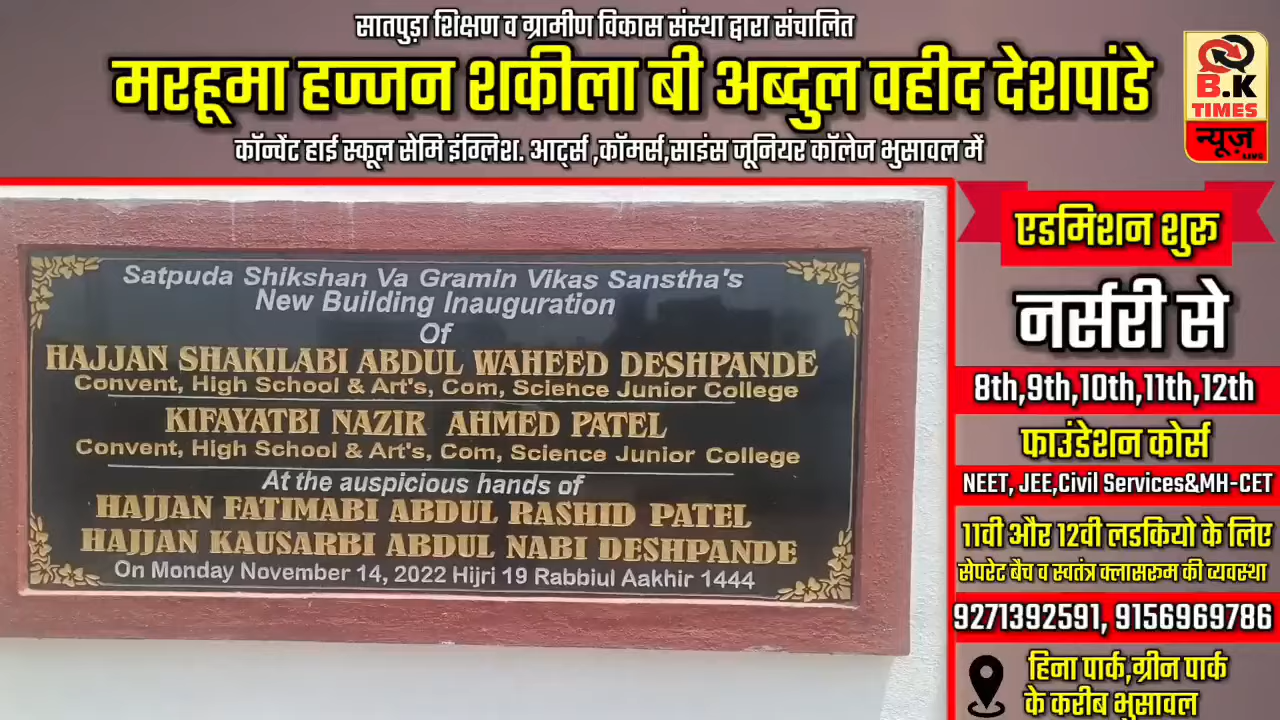 सातपुड़ा शिक्षण व ग्रामीण विकास संस्था द्वारा संचालित
मरहूमा हज्जन शकीला बी अब्दुल वहीद देशपांडे
कॉन्वेंट हाई स्कूल सेमि इंग्लिश. आर्ट्स ,कॉमर्स,साइंस जूनियर कॉलेज भुसावल में
B.K
TIMES
न्यूज़
LIVE
Satpuda Shikshan Va Gramin Vikas Sanstha's
New Building Inauguration
Of
HAJJAN SHAKILABI ABDUL WAHEED DESHPANDE
Convent, High School & Art's, Com, Science Junior College
KIFAYATBI NAZIR AHMED PATEL
Convent, High School & Art's, Com, Science Junior College
At the auspicious hands of
HAJJAN FATIMABI ABDUL RASHID PATEL
HAJJAN KAUSARBI ABDUL NABI DESHPANDE
On Monday November 14, 2022 Hijri 19 Rabbiul Aakhir 1444
एडमिशन शुरू
नर्सरी से
8th,9th,10th,11th,12th
फाउंडेशन कोर्स
NEET, JEE,Civil Services&MH-CET
11वी और 12वी लडकियो के लिए
सेपरेट बैच व स्वतंत्र क्लासरूम की व्यवस्था
9271392591, 9156969786
हिना पार्क,ग्रीन पार्क
के करीब भुसावल